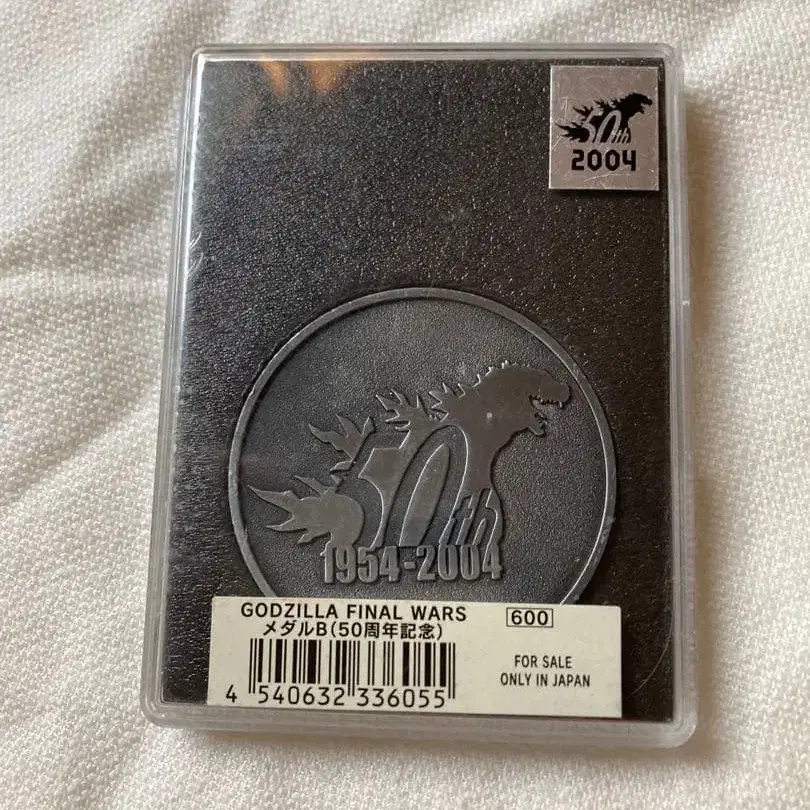 50th
2004
50th
1954-2004
GODZILLA FINAL WARS 600
メダルB(50周年記念)
FOR SALE
ONLY IN JAPAN
4 540632 336055